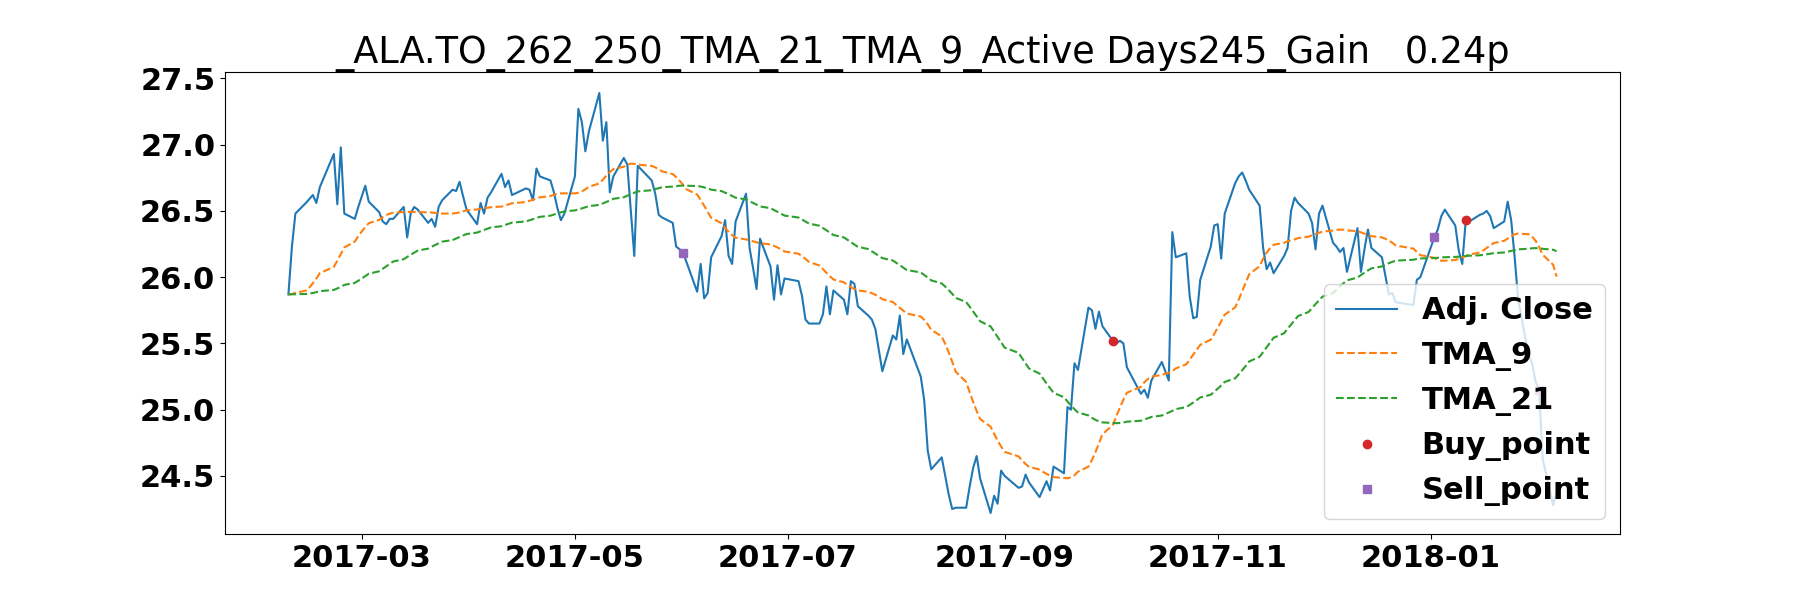 _ALA.TO_262_250_TMA_21_TMA_9_Active Days245_Gain   0.24p
27.5
27.0
26.5
26.0
25.5
25.0
24.5
2017-03 2017-05 2017-07 2017-09 2017-11 2018-01
Adj. Close
TMA_9
TMA_21
Buy_point
Sell_point